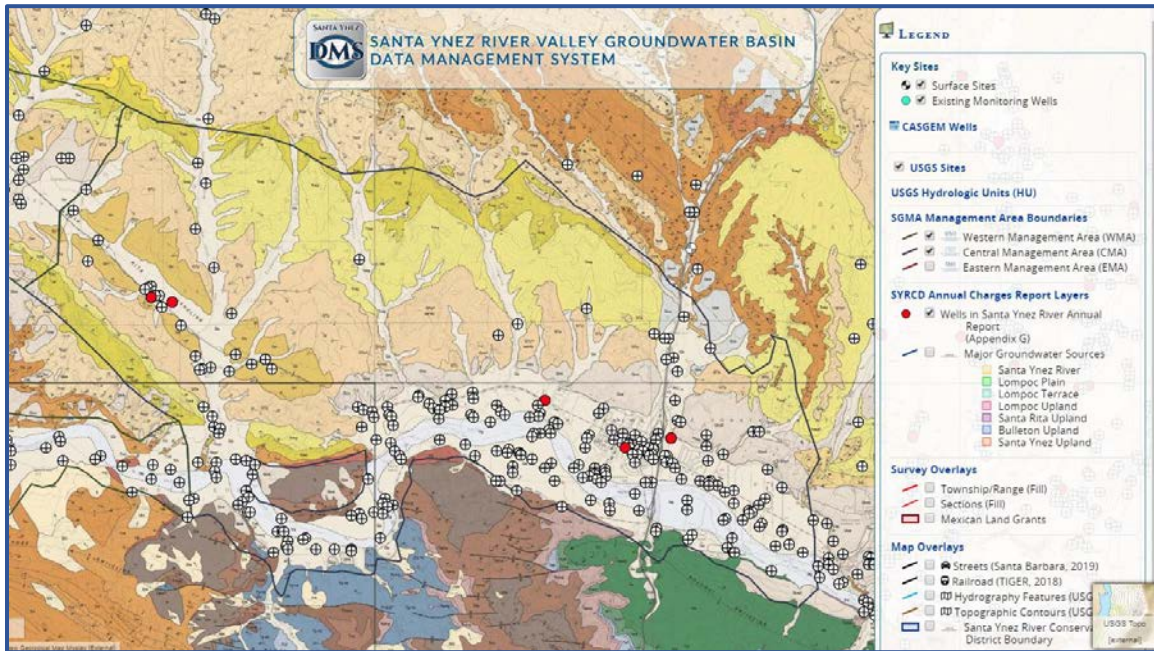 SANTA YNEZ
DMS
SANTA YNEZ RIVER VALLEY GROUNDWATER BASIN
DATA MANAGEMENT SYSTEM
LEGEND
Key Sites
Surface Sites
Existing Monitoring Wells
CASGEM Wells
USGS Sites
USGS Hydrologic Units (HU)
SGMA Management Area Boundaries
Western Management Area (WMA)
Central Management Area (CMA)
Eastern Management Area (EMA)
SYRCD Annual Charges Report Layers
Wells in Santa Ynez River Annual
Report
(Appendix G)
Major Groundwater Sources
Santa Ynez River
Lompoc Plain
Lompoc Terrace
Lompoc Upland
Santa Rita Upland
Bulleton Upland
Santa Ynez Upland
Survey Overlays
Township/Range (Fill)
Sections (Fill)
Mexican Land Grants
Map Overlays
Streets (Santa Barbara, 2019)
Railroad (TIGER, 2018)
Hydrography Features (USG
Topographic Contours (USG
Santa Ynez River Conserva
District Boundary
USGS Topo
[external]